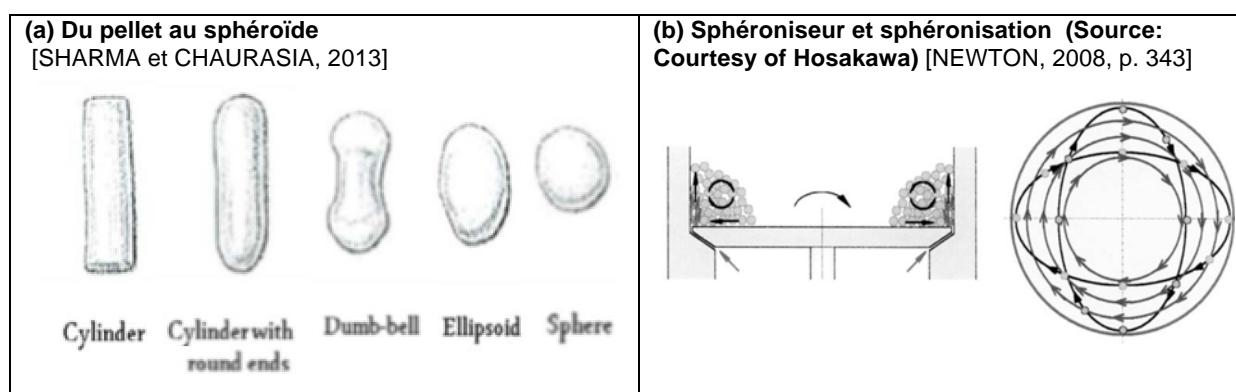 (a) Du pellet au sphéroïde
[SHARMA et CHAURASIA, 2013]
(b) Sphéroniseur et sphéronisation (Source:
Courtesy of Hosakawa) [NEWTON, 2008, p. 343]
Cylinder
Cylinder with
round ends
Dumb-bell
Ellipsoid
Sphere